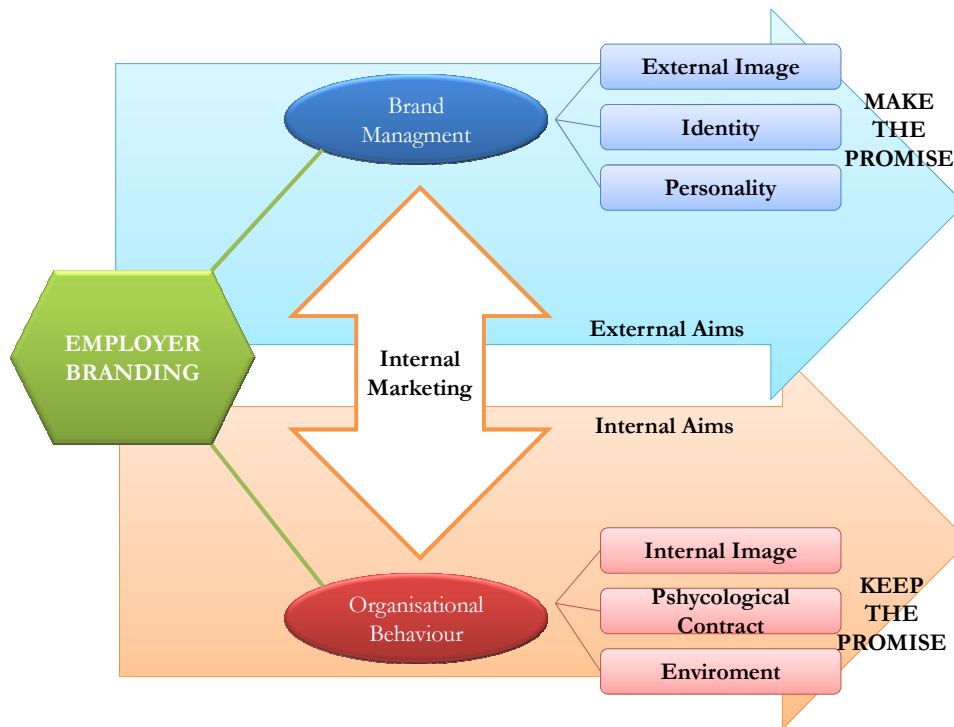 External Image
Brand
Managment
MAKE
THE
PROMISE
Identity
Personality
EMPLOYER
BRANDING
Exterrnal Aims
Internal
Marketing
Internal Aims
Internal Image
Organisational
Behaviour
Pshycological
Contract
KEEP
THE
PROMISE
Enviroment